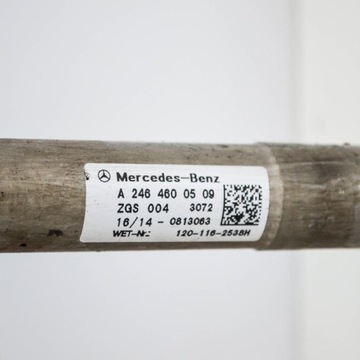 Mercedes-Benz
A 246 460 05 09
ZGS 004 3072
16/14 - 0813063
WET-Nr.: 120-116-2538H